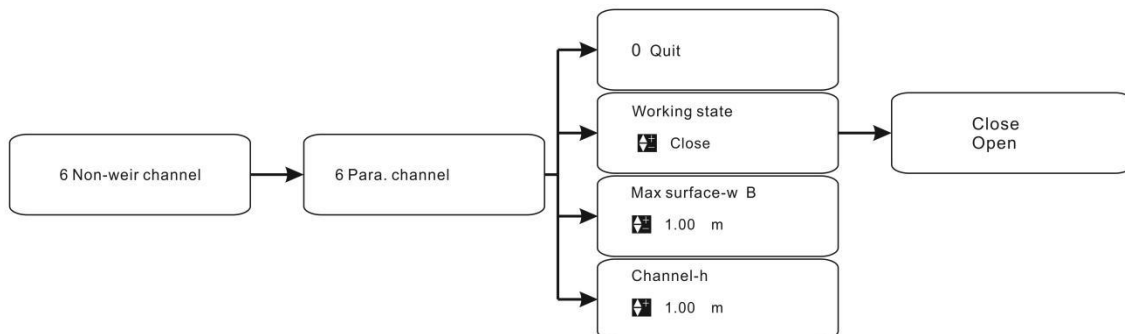 6 Non-weir channel
6 Para. channel
0 Quit
Working state
Close
Max surface-w B
1.00 m
Channel-h
1.00 m
Close
Open